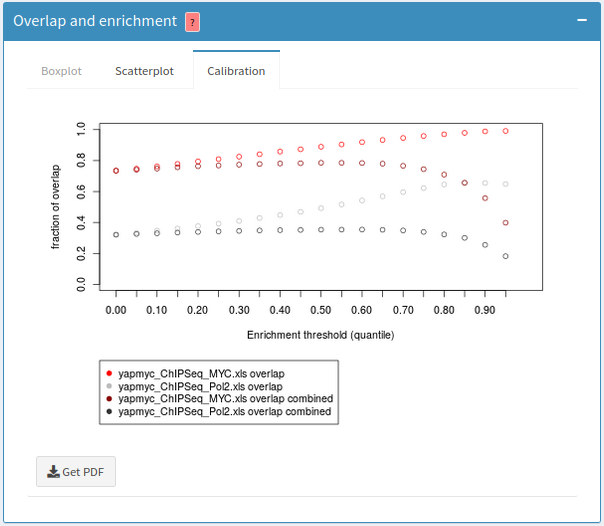 Overlap and enrichment ?
Boxplot Scatterplot Calibration
1.0
0.8
0.6
0.4
0.2
0.0
fraction of overlap
0.00 0.10 0.20 0.30 0.40 0.50 0.60 0.70 0.80 0.90
Enrichment threshold (quantile)
yapmyc_ChIPSeq_MYC.xls overlap
yapmyc_ChIPSeq_Pol2.xls overlap
yapmyc_ChIPSeq_MYC.xls overlap combined
yapmyc_ChIPSeq_Pol2.xls overlap combined
Get PDF